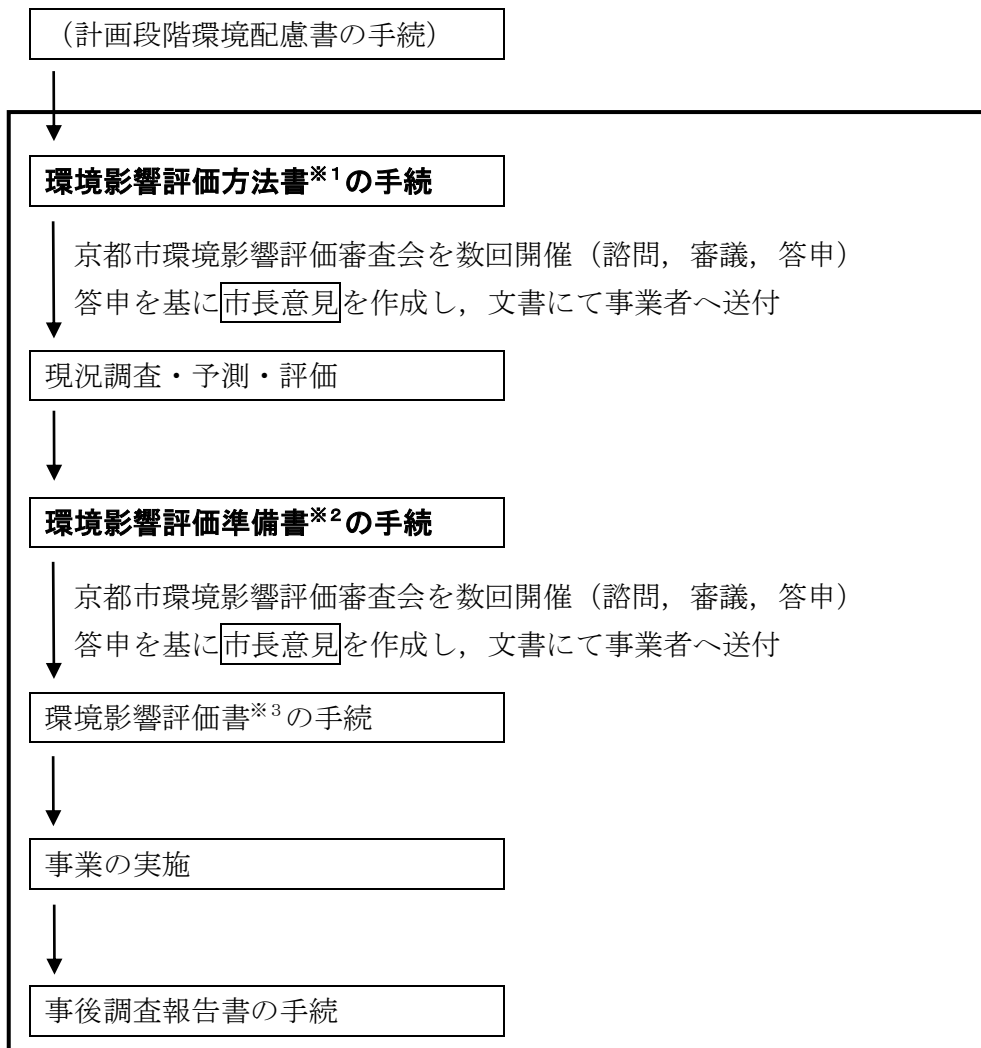 （計画段階環境配慮書の手続）
環境影響評価方法書※１の手続
京都市環境影響評価審査会を数回開催（諮問，審議，答申）
答申を基に市長意見を作成し，文書にて事業者へ送付
現況調査・予測・評価
環境影響評価準備書※２の手続
京都市環境影響評価審査会を数回開催（諮問，審議，答申）
答申を基に市長意見を作成し，文書にて事業者へ送付
環境影響評価書※３の手続
事業の実施
事後調査報告書の手続